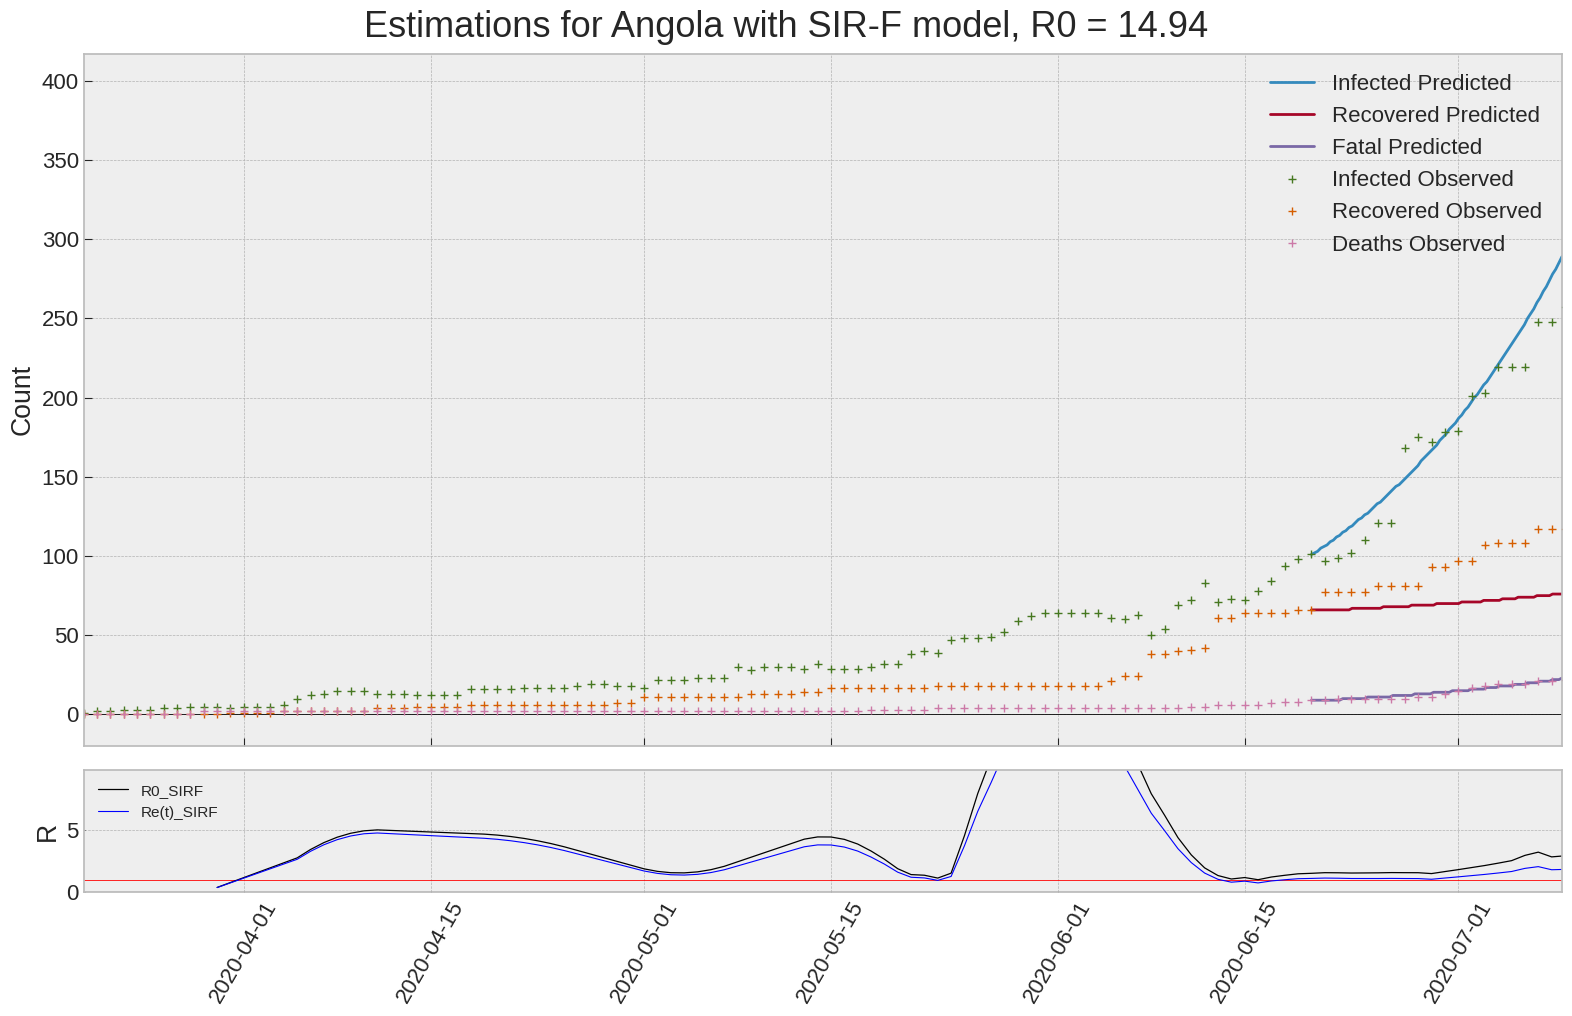 Estimations for Angola with SIR-F model, R0 = 14.94
400
350
300
250
200
150
100
50
0
Count
Infected Predicted
Recovered Predicted
Fatal Predicted
Infected Observed
Recovered Observed
Deaths Observed
R0_SIRF
Re(t)_SIRF
5
0
R
2020-04-01
2020-04-15
2020-05-01
2020-05-15
2020-06-01
2020-06-15
2020-07-01